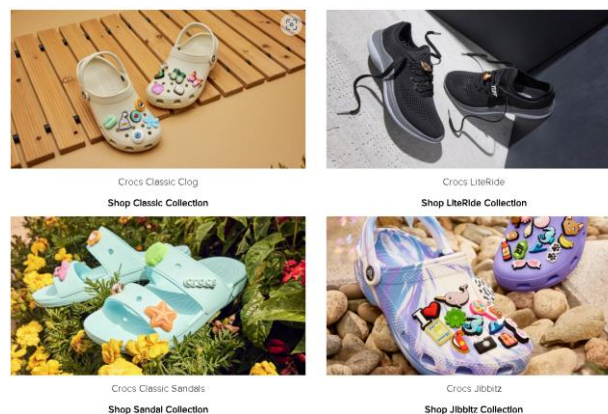 Crocs Classic Clog
Shop Classic Collection
Crocs LiteRide
Shop LiteRide Collection
CROCS
Crocs Classic Sandals
Shop Sandal Collection
I
Crocs Jibbitz
Shop Jibbitz Collection